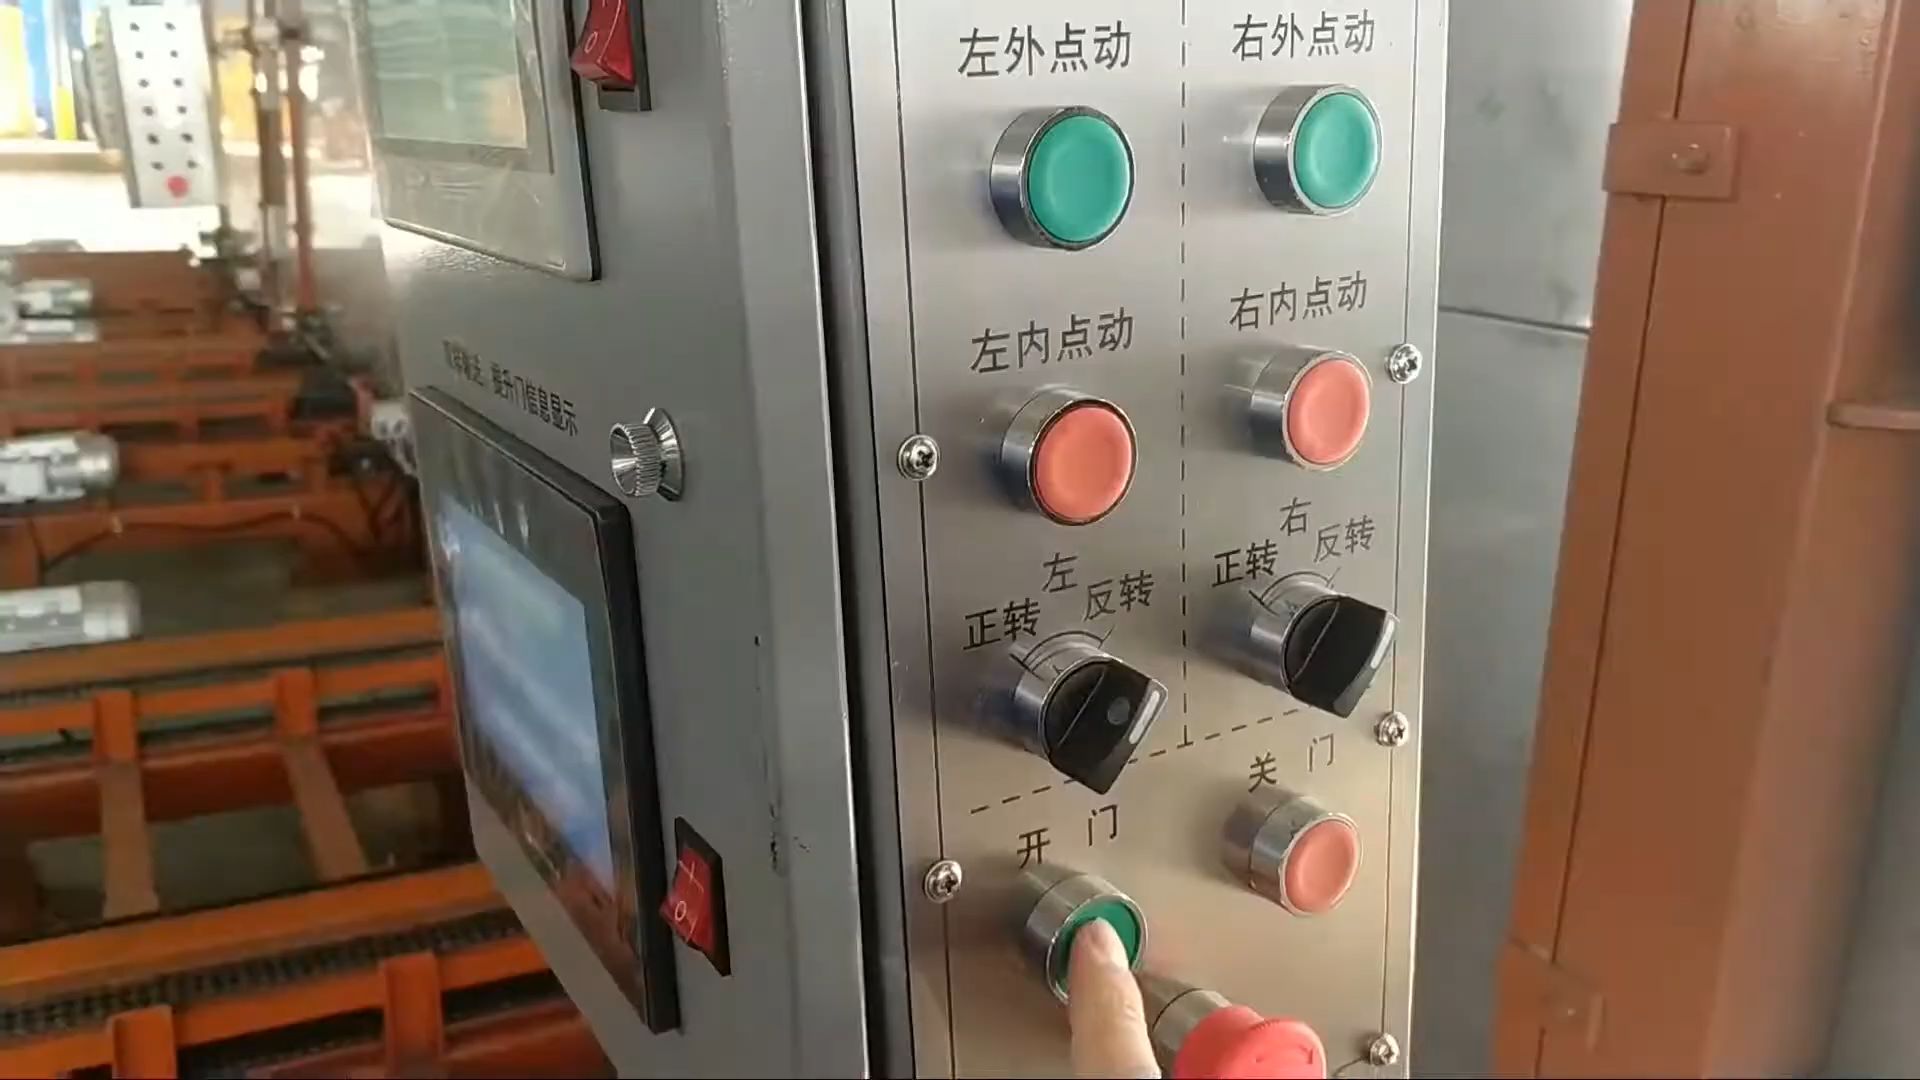 左外点动
右外点动
左内点动
右内点动
左
正转 反转
右
正转 反转
开 门
关 门
提升门信息显示